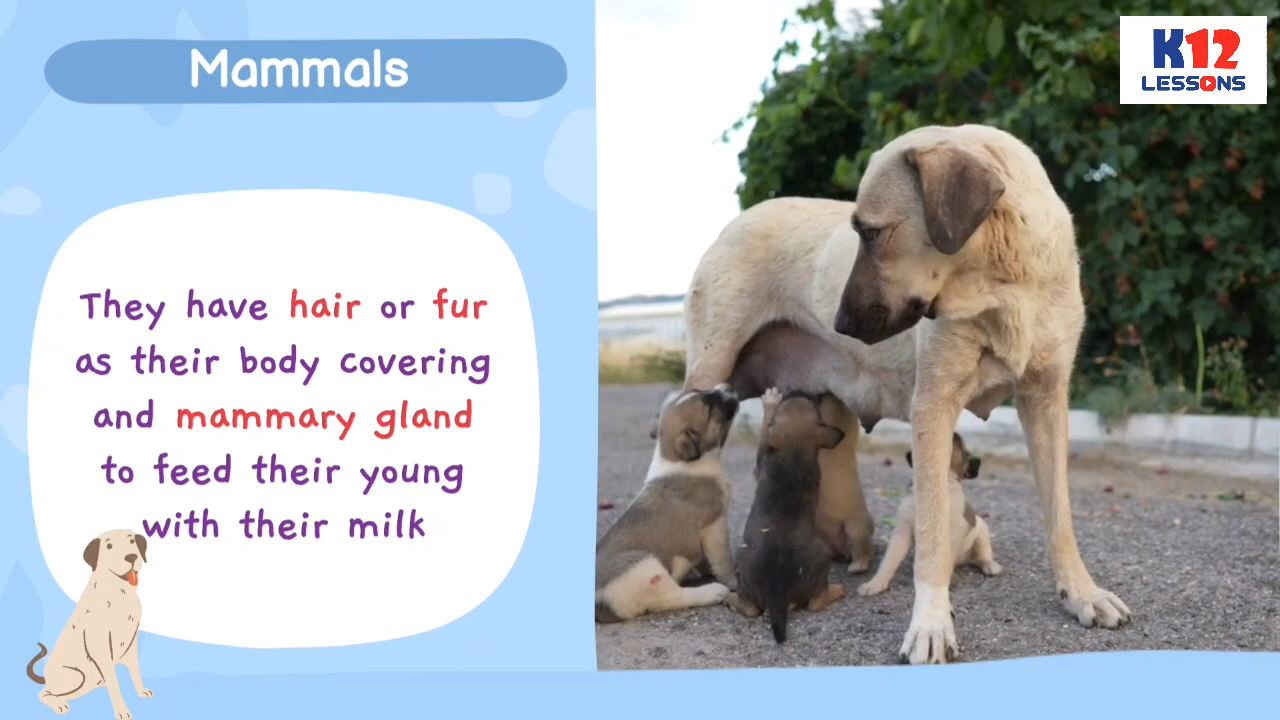 Mammals
K12
LESSONS
They have hair or fur
as their body covering
and mammary gland
to feed their young
with their milk